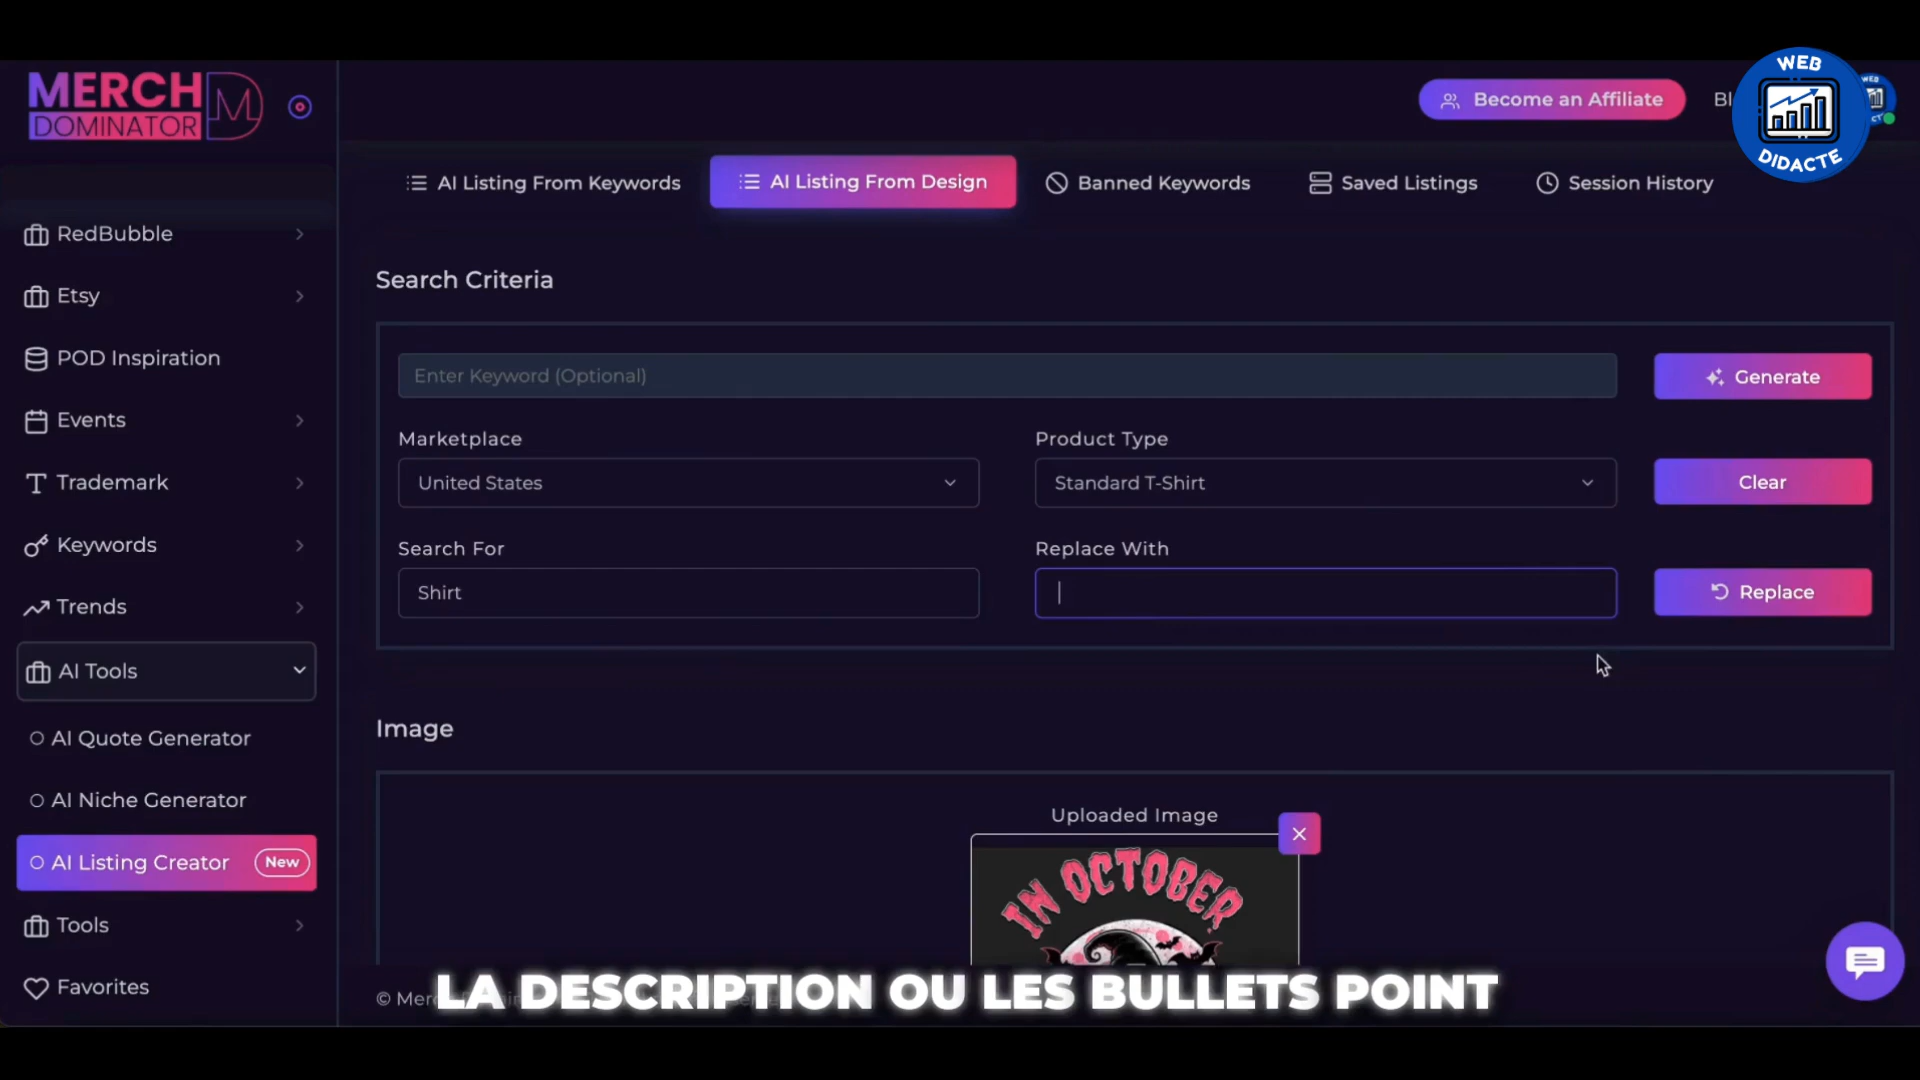 MERCH
DOMINATOR
Become an Affiliate
Bl
WEB
DIDACTE
AI Listing From Keywords
AI Listing From Design
Banned Keywords
Saved Listings
Session History
RedBubble
Etsy
POD Inspiration
Events
Trademark
Keywords
Trends
AI Tools
AI Quote Generator
AI Niche Generator
AI Listing Creator New
Tools
Favorites
Search Criteria
Enter Keyword (Optional)
Generate
Marketplace
Product Type
United States
Standard T-Shirt
Clear
Search For
Replace With
Shirt
Replace
Image
Uploaded Image
IN OCTOBER
© Mer
LA DESCRIPTION OU LES BULLETS POINT